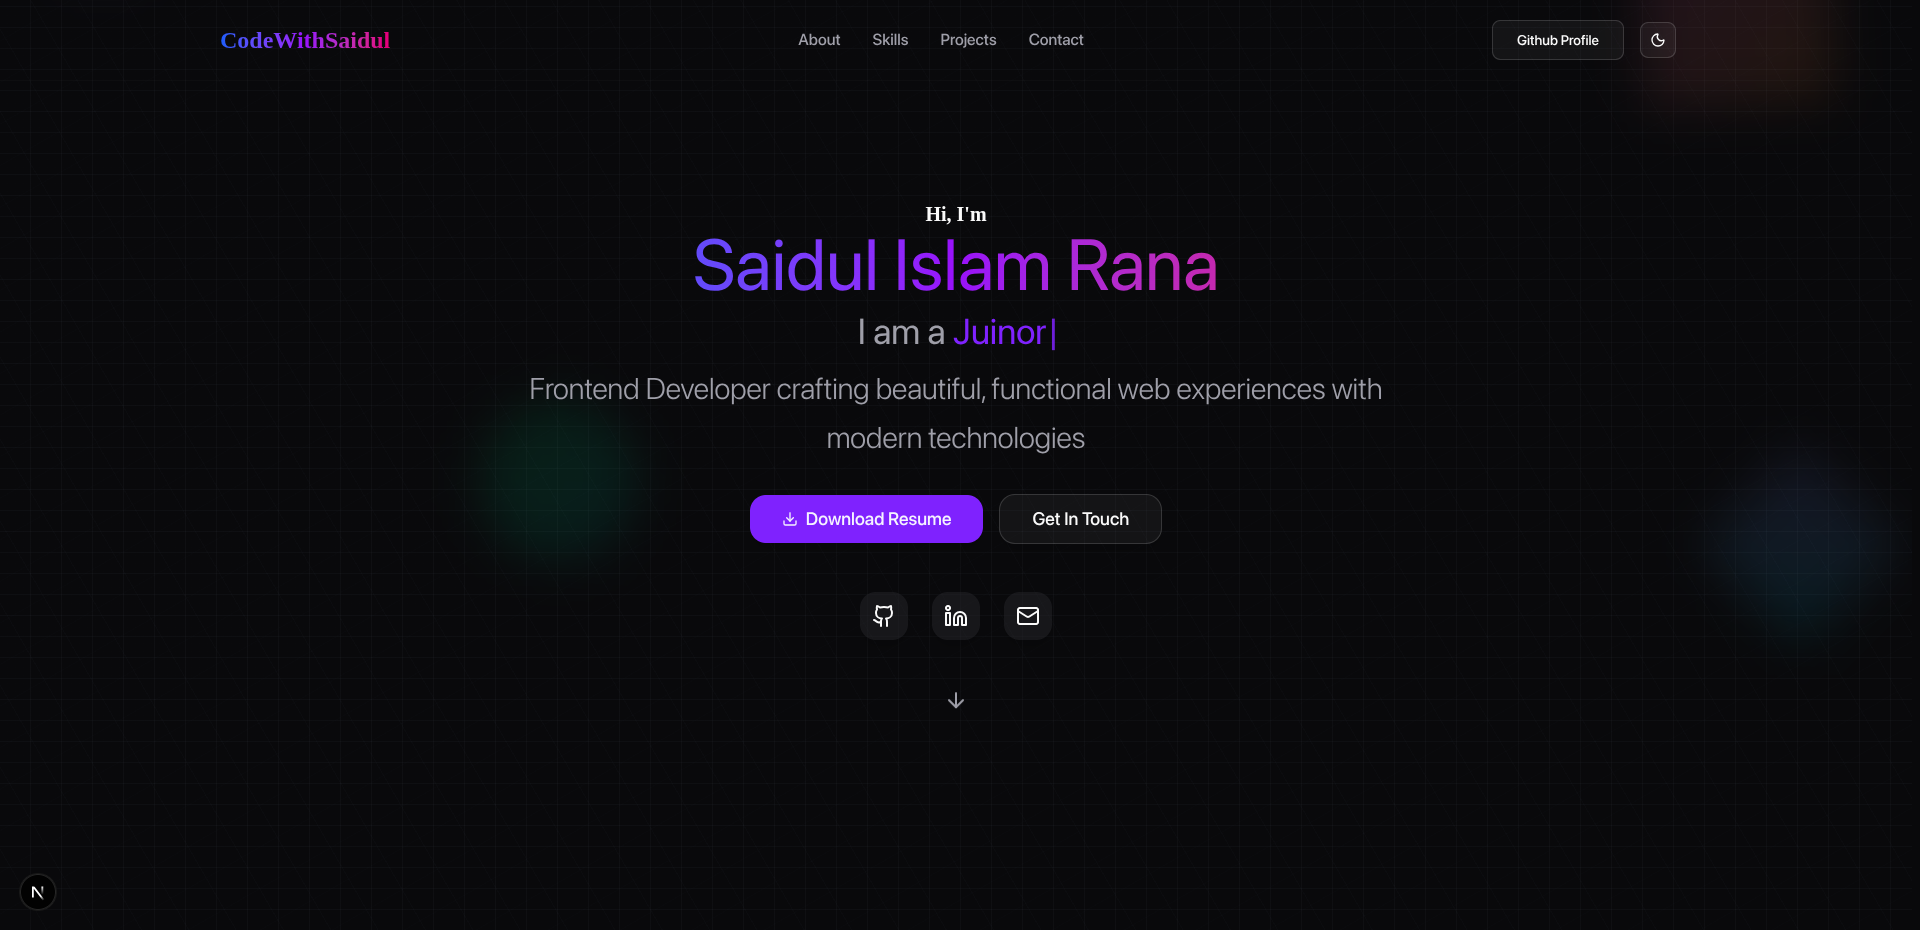 CodeWithSaidul
About Skills Projects Contact
Github Profile
Hi, I'm
Saidul Islam Rana
I am a Juinor|
Frontend Developer crafting beautiful, functional web experiences with
modern technologies
Download Resume
Get In Touch
N